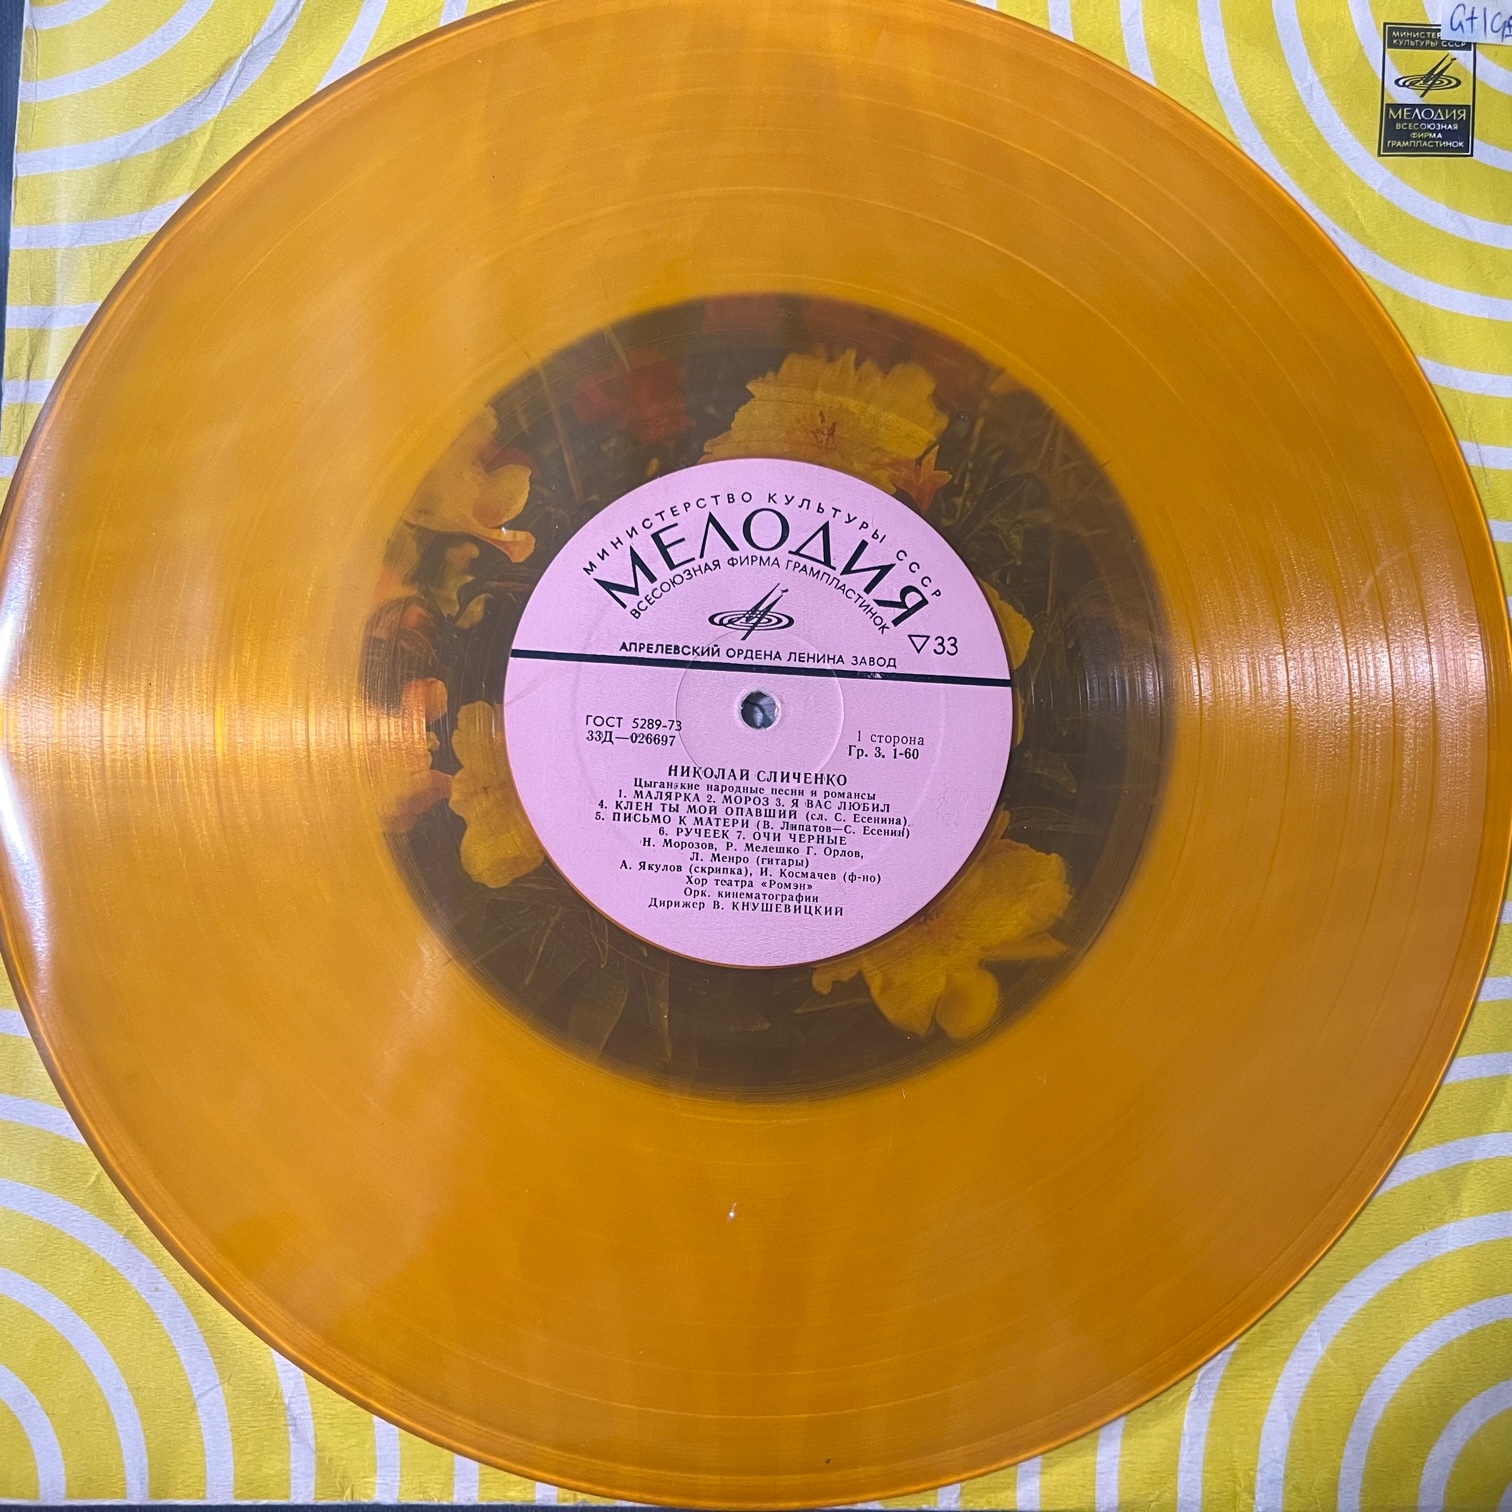 G+|G+
МИНИСТЕР
КУЛЬТУРЫ СССР
МЕЛОДИЯ
ВСЕСОЮЗНАЯ
ФИРМА
ГРАМПЛАСТИНОК
МИНИСТЕРСТВО КУЛЬТУРЫ СССР
МЕЛОДИЯ
ВСЕСОЮЗНАЯ ФИРМА ГРАМПЛАСТИНОК
▽33
АПРЕЛЕВСКИЙ ОРДЕНА ЛЕНИНА ЗАВОД
ГОСТ 5289-73
33Д—026697
1 сторона
Гр. 3. 1-60
НИКОЛАЙ СЛИЧЕНКО
Цыганские народные песни и романсы
1. МАЛЯРКА 2. МОРОЗ 3. Я ВАС ЛЮБИЛ
4. КЛЕН ТЫ МОЙ ОПАВШИЙ (сл. С. Есенина)
5. ПИСЬМО К МАТЕРИ (В. Липатов—С. Есенин)
6. РУЧЕЕК 7. ОЧИ ЧЕРНЫЕ
Н. Морозов, Р. Мелешко Г. Орлов,
Л. Менро (гитары)
А. Якулов (скрипка), И. Космачев (ф-но)
Хор театра «Ромэн»
Орк. кинематографии
Дирижер В. КНУШЕВИЦКИЙ